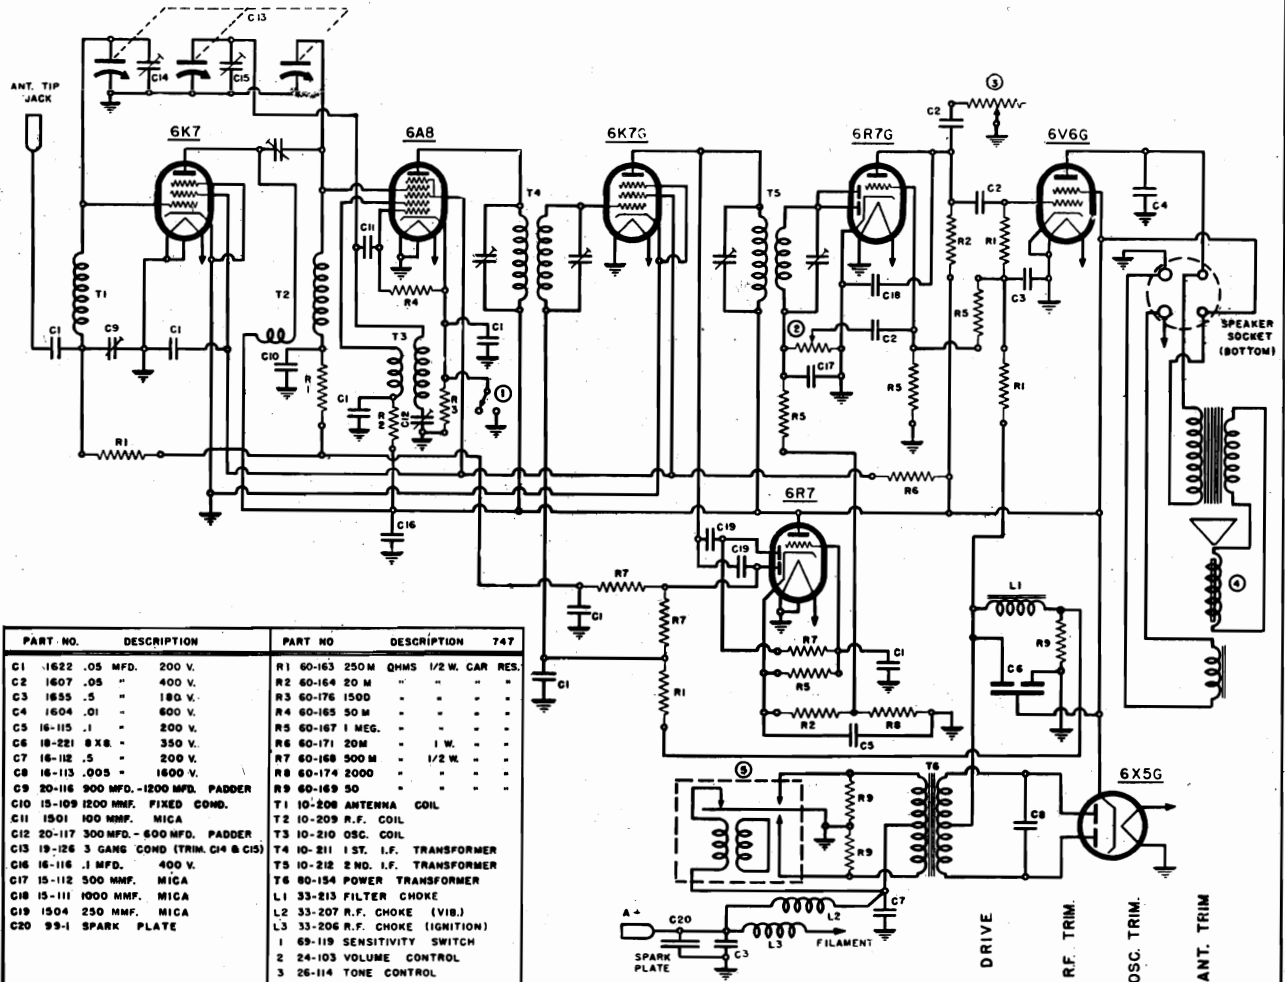 C13
C14
C15
ANT. TIP
JACK
6K7
6A8
6K7G
6R7G
C2
3
6V6G
T4
T5
C11
C2
C4
R2
R1
T1
T2
R4
C18
C3
R5
SPEAKER
SOCKET
(BOTTOM)
C1
C9
C1
C10
T3
C1
2
C2
R1
C1
R2
C12
R3
1
C17
R5
R5
R1
R1
R6
C16
6R7
C19
C19
4
R7
L1
C1
R7
R7
C1
R9
C1
R1
R5
C6
R2
R8
C5
T6
5
R9
R9
C8
6X5G
C7
A+
C20
L2
L3
C3
FILAMENT
SPARK
PLATE
DRIVE
R.F. TRIM.
OSC. TRIM.
ANT. TRIM
PART NO. DESCRIPTION
C1 1622 .05 MFD. 200 V.
C2 1607 .05 " 400 V.
C3 1655 .5 " 180 V.
C4 1604 .01 " 600 V.
C5 16-115 .1 " 200 V.
C6 18-221 8X8 " 350 V.
C7 16-112 .5 " 200 V.
C8 16-113 .005 " 1600 V.
C9 20-116 900 MFD.-1200 MFD. PADDER
C10 15-109 1200 MMF. FIXED COND.
C11 1501 100 MMF. MICA
C12 20-117 300 MFD.-600 MFD. PADDER
C13 19-126 3 GANG COND (TRIM. C14 & C15)
C16 16-116 .1 MFD. 400 V.
C17 15-112 500 MMF. MICA
C18 15-111 1000 MMF. MICA
C19 1504 250 MMF. MICA
C20 99-1 SPARK PLATE
PART NO DESCRIPTION 747
R1 60-163 250 M OHMS 1/2 W. CAR RES.
R2 60-164 20 M " " " "
R3 60-176 1500 " " " "
R4 60-165 50 M " " " "
R5 60-167 1 MEG. " " " "
R6 60-171 20M " 1 W. " "
R7 60-168 500 M " 1/2 W. " "
R8 60-174 2000 " " " "
R9 60-169 50 " " " "
T1 10-208 ANTENNA COIL
T2 10-209 R.F. COIL
T3 10-210 OSC. COIL
T4 10-211 1 ST. I.F. TRANSFORMER
T5 10-212 2 ND. I.F. TRANSFORMER
T6 80-154 POWER TRANSFORMER
L1 33-213 FILTER CHOKE
L2 33-207 R.F. CHOKE (VIB.)
L3 33-206 R.F. CHOKE (IGNITION)
1 69-119 SENSITIVITY SWITCH
2 24-103 VOLUME CONTROL
3 26-114 TONE CONTROL